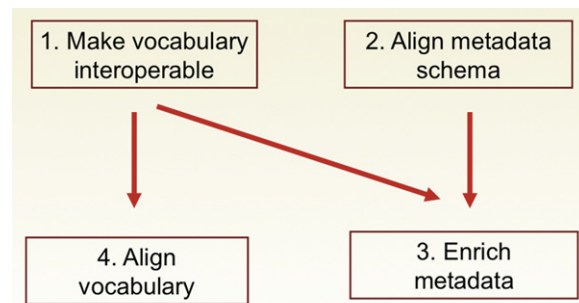 1. Make vocabulary
interoperable
2. Align metadata
schema
4. Align
vocabulary
3. Enrich
metadata